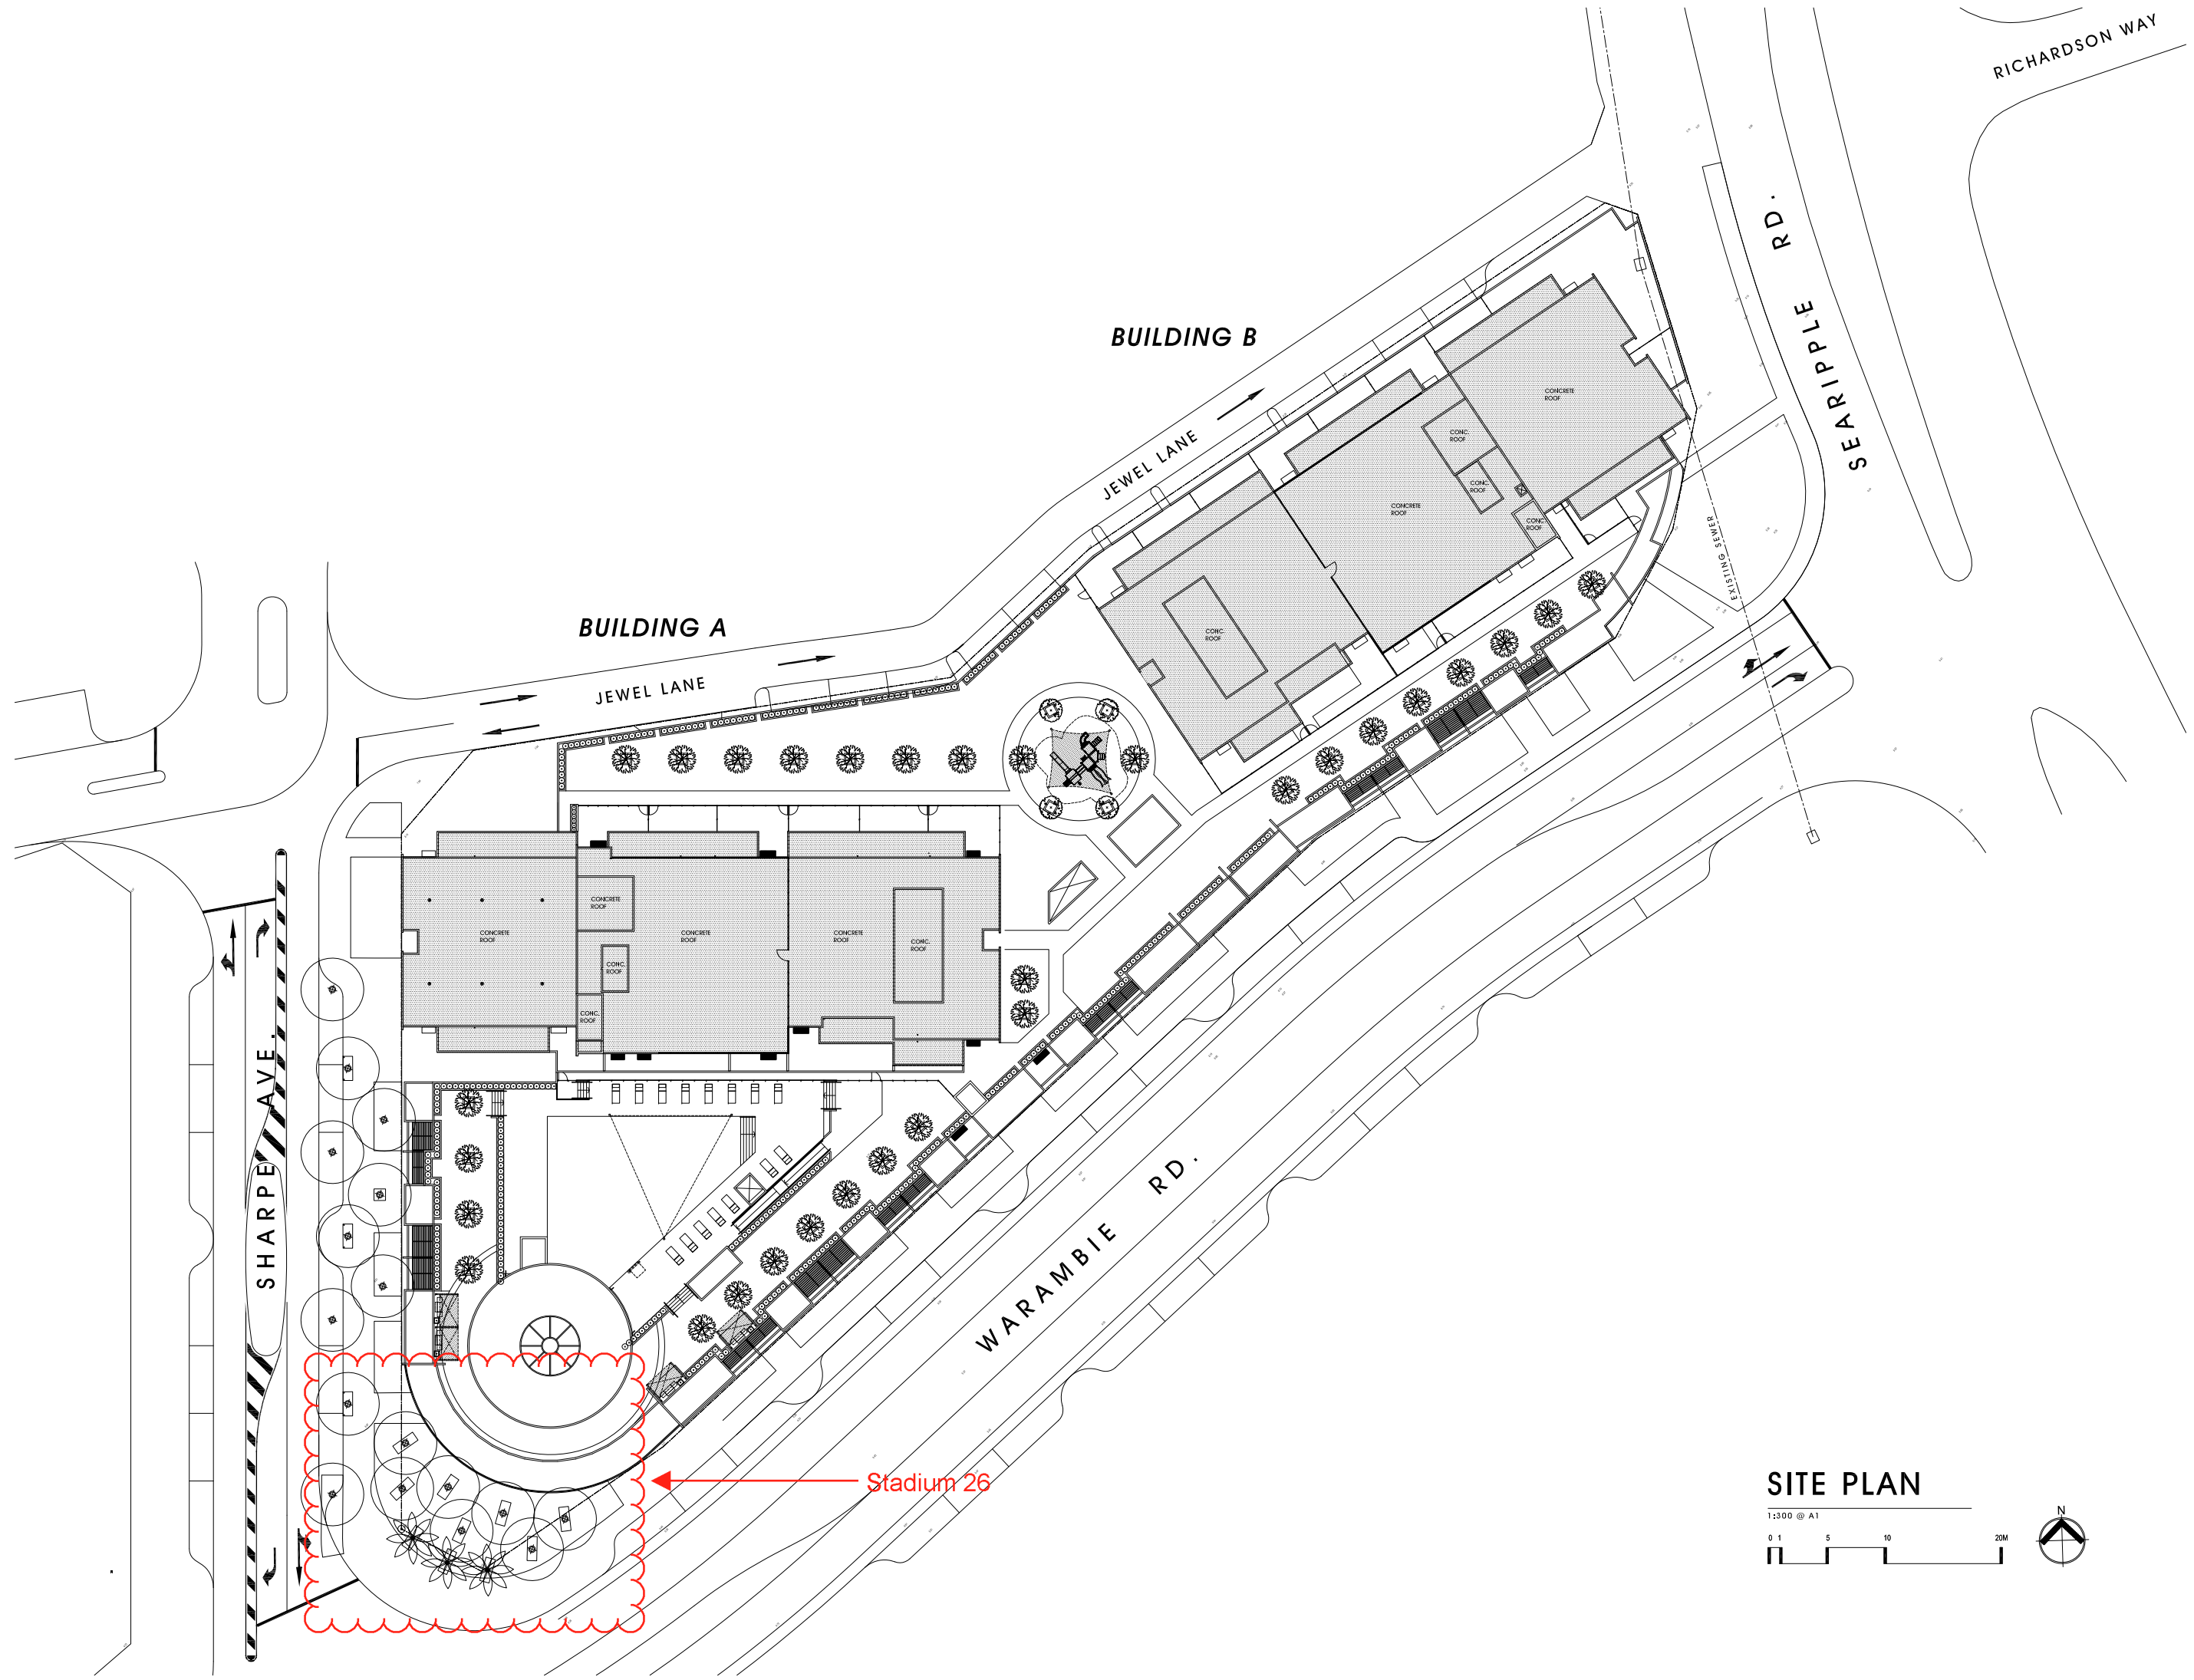 RICHARDSON WAY
SEARIPPLE RD.
BUILDING B
JEWEL LANE
CONCRETE
ROOF
CONC.
ROOF
CONC.
ROOF
CONC.
ROOF
CONCRETE
ROOF
EXISTING SEWER
CONC.
ROOF
BUILDING A
JEWEL LANE
CONCRETE
ROOF
CONCRETE
ROOF
CONCRETE
ROOF
CONCRETE
ROOF
CONC.
ROOF
CONC.
ROOF
CONC.
ROOF
SHARPE AVE.
WARAMBIE RD.
Stadium 26
SITE PLAN
1:300 @ A1
0 1 5 10 20M
N